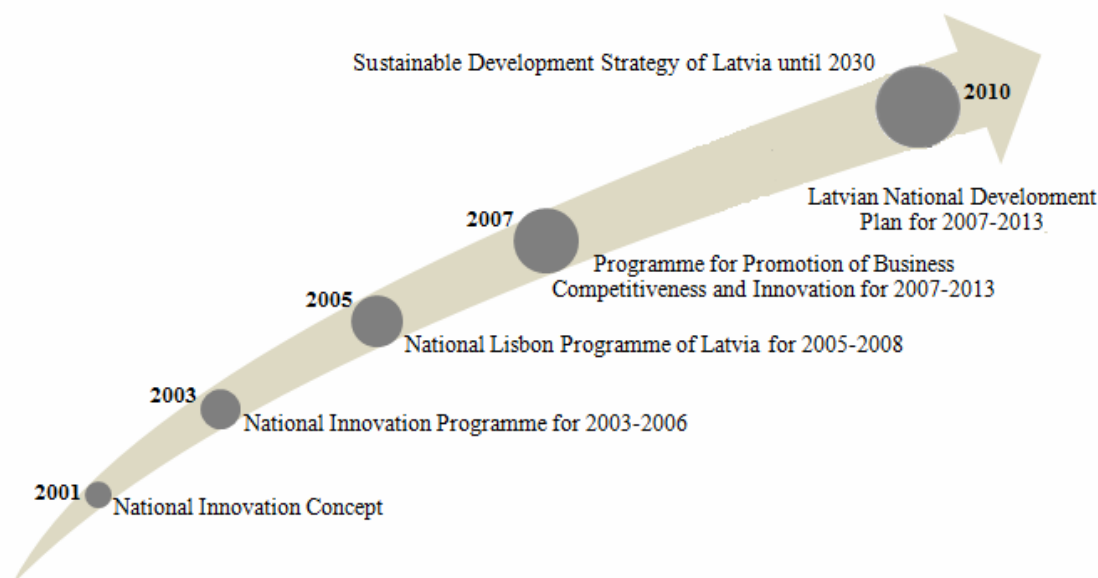 Sustainable Development Strategy of Latvia until 2030
2010
Latvian National Development
Plan for 2007-2013
2007
Programme for Promotion of Business
Competitiveness and Innovation for 2007-2013
2005
National Lisbon Programme of Latvia for 2005-2008
2003
National Innovation Programme for 2003-2006
2001
National Innovation Concept